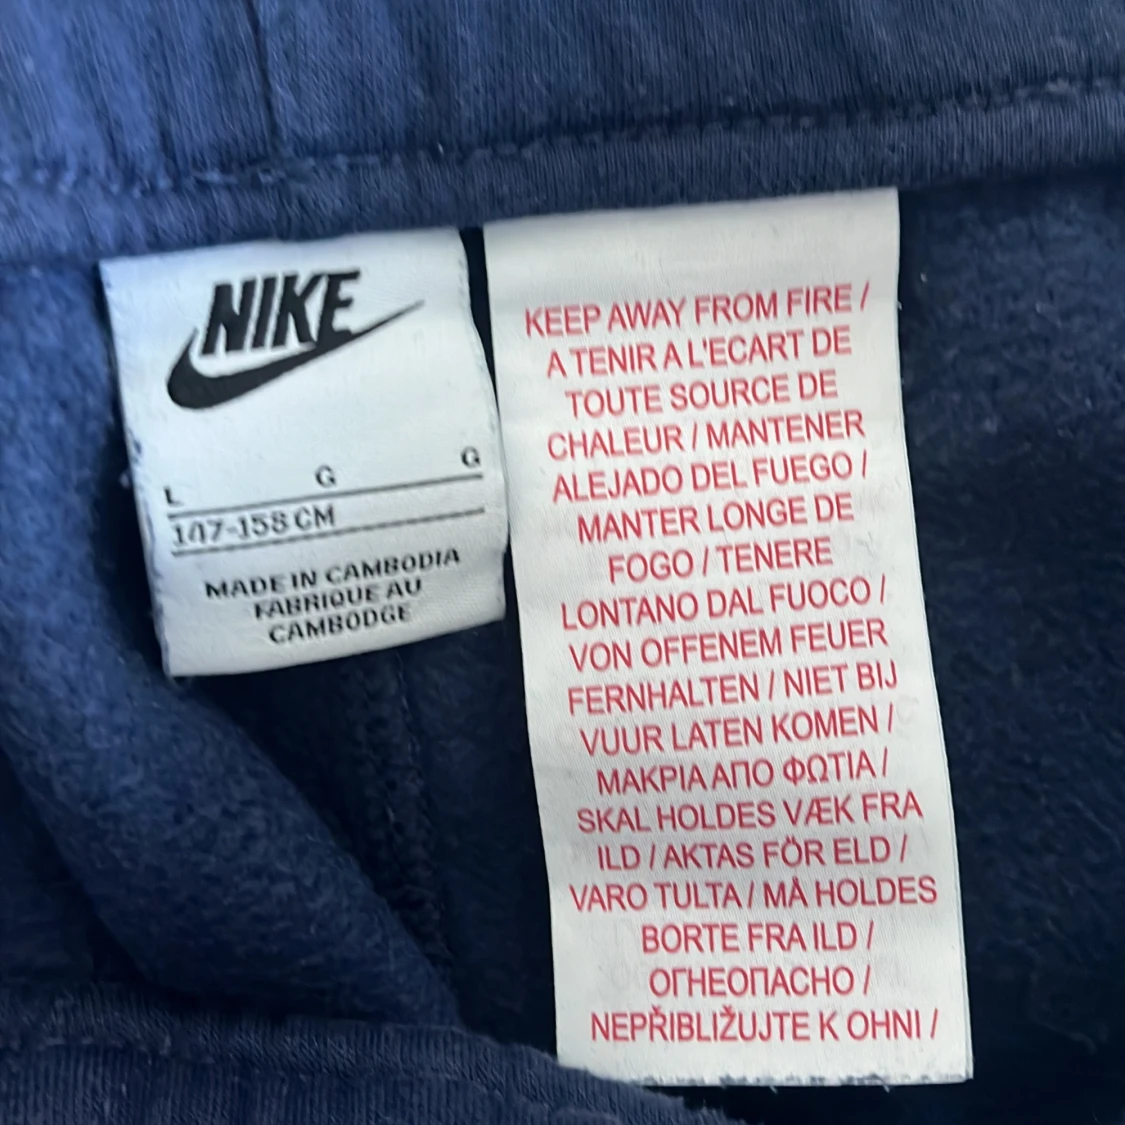 NIKE
L G G
147-158 CM
MADE IN CAMBODIA
FABRIQUE AU
CAMBODGE
KEEP AWAY FROM FIRE /
A TENIR A L'ECART DE
TOUTE SOURCE DE
CHALEUR / MANTENER
ALEJADO DEL FUEGO /
MANTER LONGE DE
FOGO / TENERE
LONTANO DAL FUOCO /
VON OFFENEM FEUER
FERNHALTEN / NIET BIJ
VUUR LATEN KOMEN /
ΜΑΚΡΙΑ ΑΠΟ ΦΩΤΙΑ /
SKAL HOLDES VÆK FRA
ILD / AKTAS FÖR ELD /
VARO TULTA / MÅ HOLDES
BORTE FRA ILD /
ОГНЕОПАСНО /
NEPŘIBLIŽUJTE K OHNI /